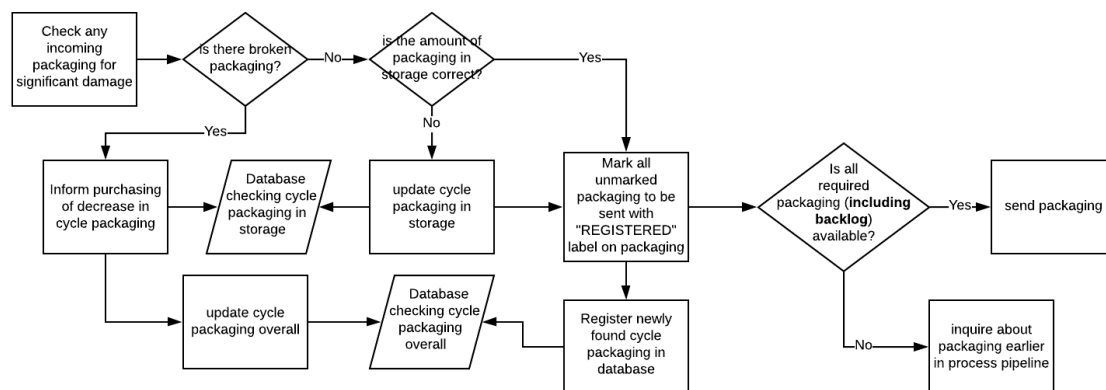 Check any
incoming
packaging for
significant damage
is there broken
packaging?
No
is the amount of
packaging in
storage correct?
Yes
Yes
No
Inform purchasing
of decrease in
cycle packaging
Database
checking cycle
packaging in
storage
update cycle
packaging in
storage
Mark all
unmarked
packaging to be
sent with
"REGISTERED"
label on packaging
Is all
required
packaging (including
backlog)
available?
Yes
send packaging
update cycle
packaging overall
Database
checking cycle
packaging
overall
Register newly
found cycle
packaging in
database
No
inquire about
packaging earlier
in process pipeline